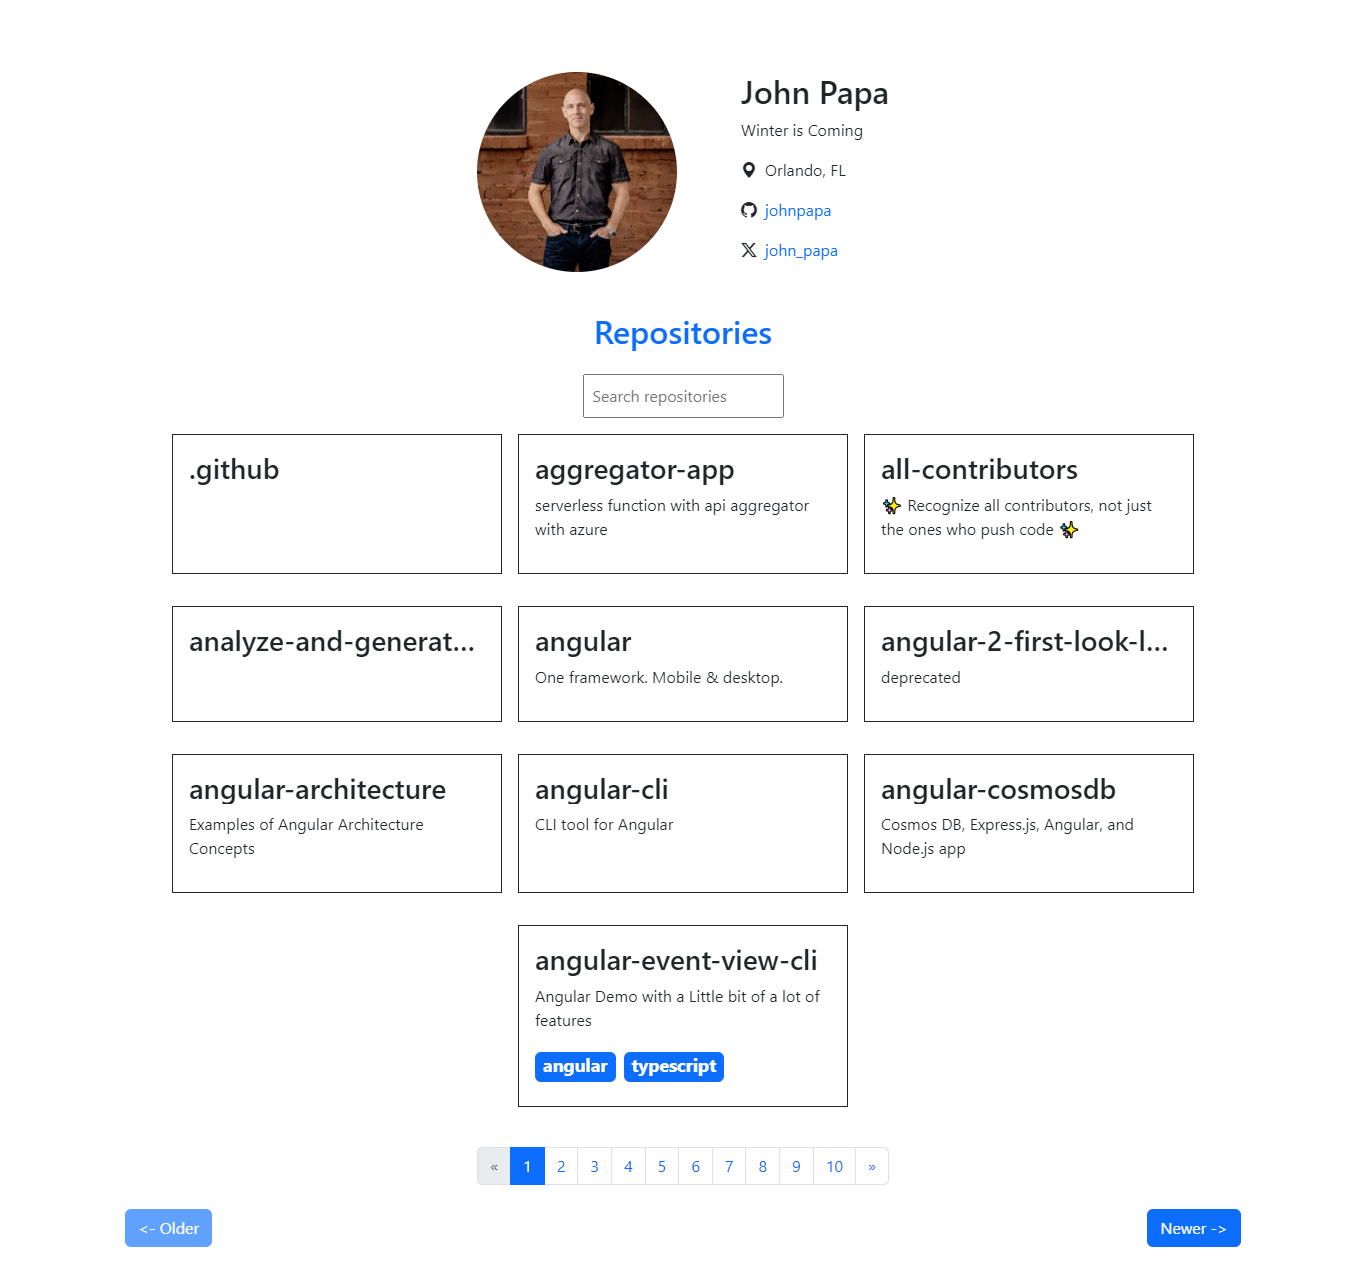 John Papa
Winter is Coming
Orlando, FL
johnpapa
john_papa
Repositories
Search repositories
.github
aggregator-app
serverless function with api aggregator
with azure
all-contributors
✨ Recognize all contributors, not just
the ones who push code ✨
analyze-and-generat...
angular
One framework. Mobile & desktop.
angular-2-first-look-l...
deprecated
angular-architecture
Examples of Angular Architecture
Concepts
angular-cli
CLI tool for Angular
angular-cosmosdb
Cosmos DB, Express.js, Angular, and
Node.js app
angular-event-view-cli
Angular Demo with a Little bit of a lot of
features
angular typescript
« 1 2 3 4 5 6 7 8 9 10 »
<- Older
Newer ->